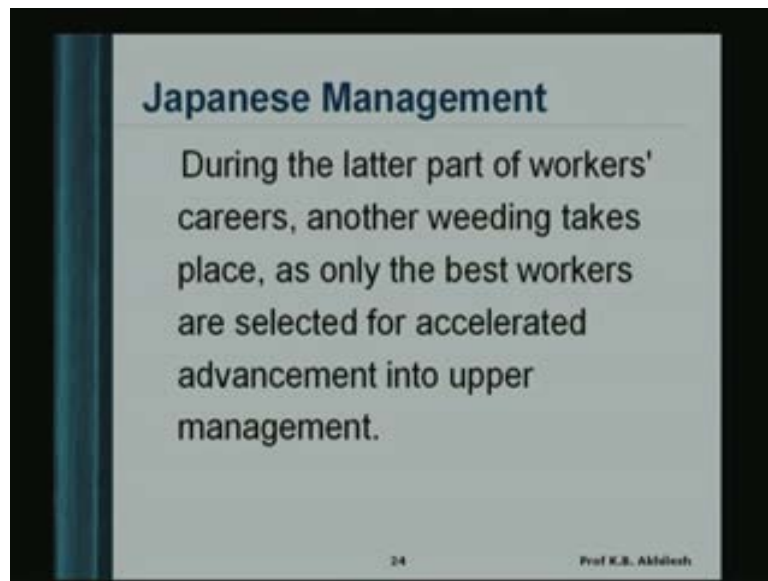 Japanese Management
During the latter part of workers'
careers, another weeding takes
place, as only the best workers
are selected for accelerated
advancement into upper
management.
24
Prof K.B. Akhilesh